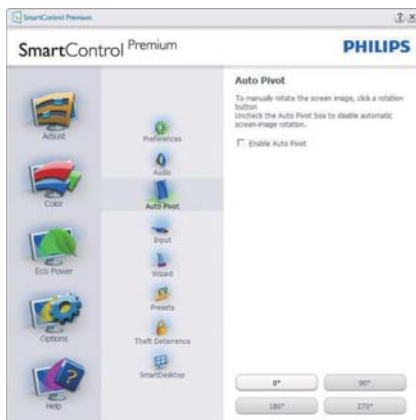 SmartControl Premium
SmartControl Premium
PHILIPS
Adjust
Color
Eco Power
Options
Help
Preferences
Audio
Auto Pivot
Input
Wizard
Presets
Theft Deterrence
SmartDesktop
Auto Pivot
To manually rotate the screen image, click a rotation
button
Uncheck the Auto Pivot box to disable automatic
screen-image rotation.
Enable Auto Pivot
0°
90°
180°
270°